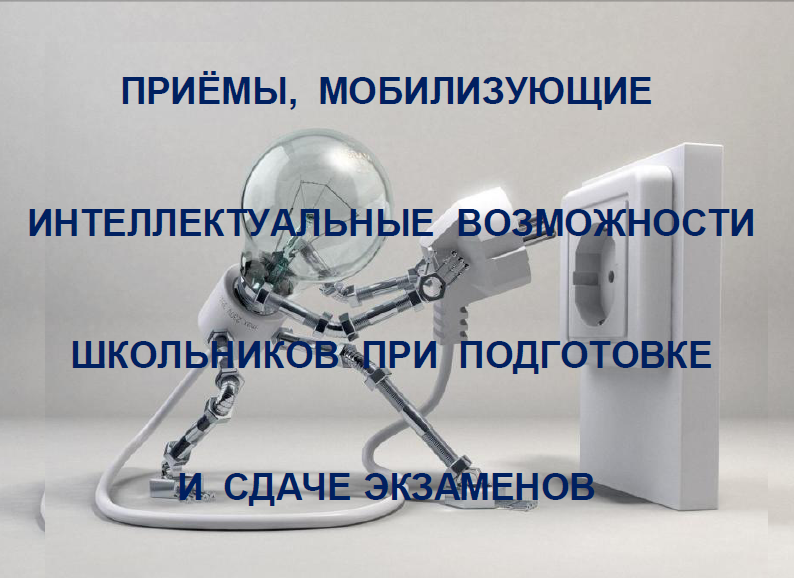 ПРИЁМЫ, МОБИЛИЗУЮЩИЕ
ИНТЕЛЛЕКТУАЛЬНЫЕ ВОЗМОЖНОСТИ
ШКОЛЬНИКОВ ПРИ ПОДГОТОВКЕ
И СДАЧЕ ЭКЗАМЕНОВ